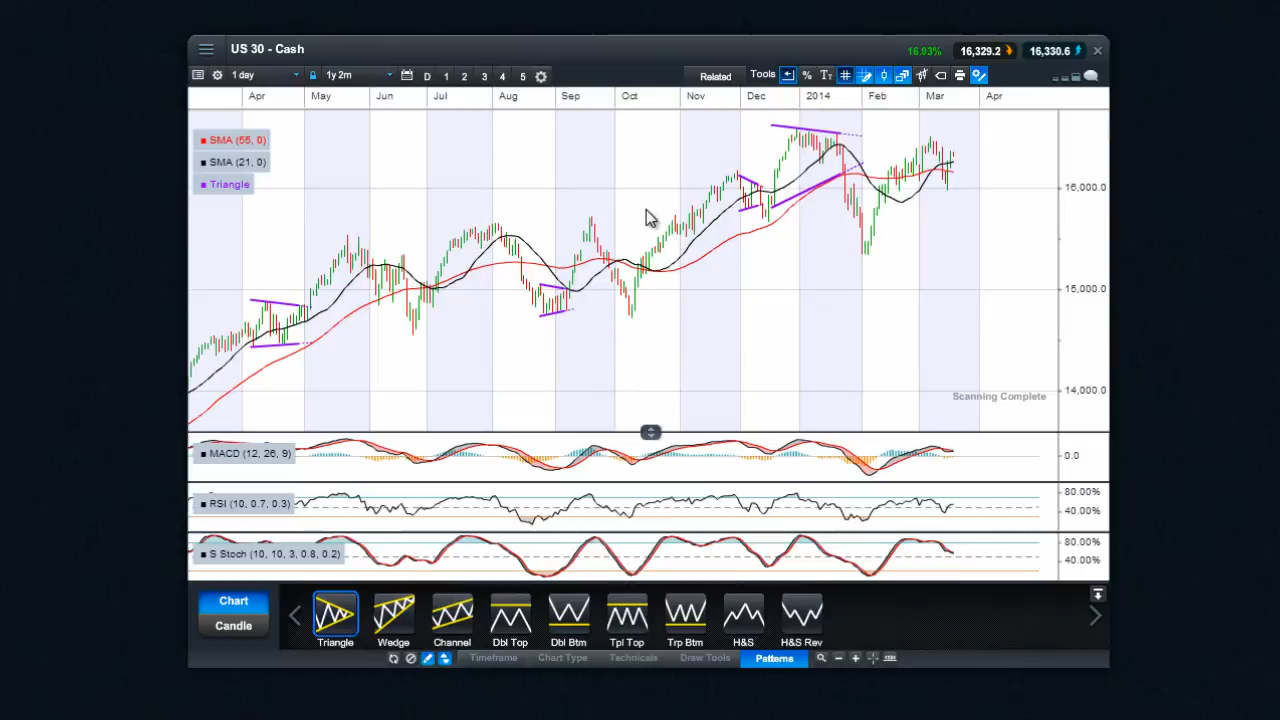 US 30 - Cash
16.03% 16,329.2 16,330.6
1 day 1y 2m D 1 2 3 4 5 Related Tools %
Apr May Jun Jul Aug Sep Oct Nov Dec 2014 Feb Mar Apr
SMA (55, 0)
SMA (21, 0)
Triangle
16,000.0
15,000.0
14,000.0
Scanning Complete
MACD (12, 26, 9)
0.0
RSI (10, 0.7, 0.3)
80.00%
40.00%
S Stoch (10, 10, 3, 0.8, 0.2)
80.00%
40.00%
Chart
Candle
Triangle Wedge Channel Dbl Top Dbl Btm Tpl Top Trp Btm H&S H&S Rev
Timeframe Chart Type Technicals Draw Tools Patterns